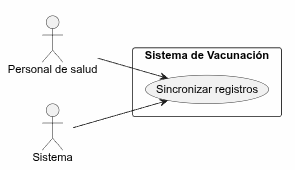 Sistema de Vacunación
Personal de salud
Sincronizar registros
Sistema